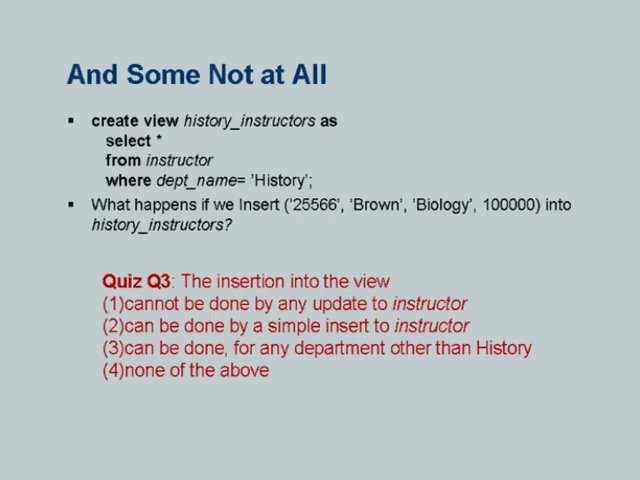 And Some Not at All
▪ create view history_instructors as
select *
from instructor
where dept_name= ’History’;
▪ What happens if we Insert (’25566’, ’Brown’, ’Biology’, 100000) into
history_instructors?
Quiz Q3: The insertion into the view
(1)cannot be done by any update to instructor
(2)can be done by a simple insert to instructor
(3)can be done, for any department other than History
(4)none of the above